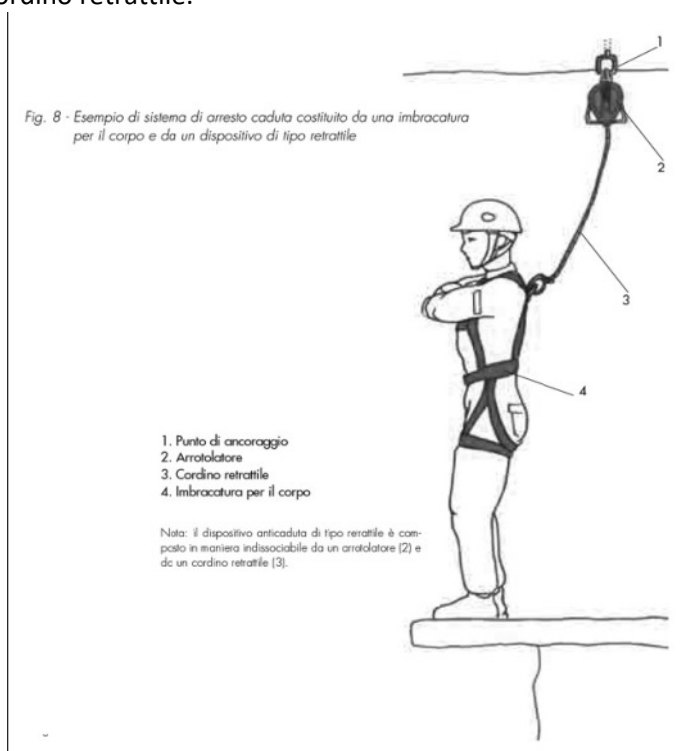 ordino retrattile.
1
Fig. 8 - Esempio di sistema di arresto caduta costituito da una imbracatura
per il corpo e da un dispositivo di tipo retrattile
2
3
4
1. Punto di ancoraggio
2. Arrotolatore
3. Cordino retrattile
4. Imbracatura per il corpo
Nota: il dispositivo anticaduta di tipo retrattile è com-
posto in maniera indissociabile da un arrotolatore (2) e
dc un cordino retrattile (3).